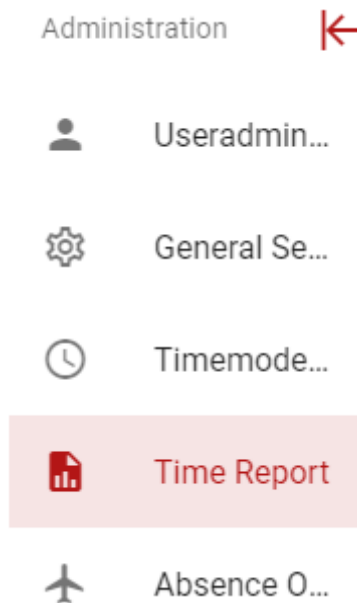 Administration
Useradmin...
General Se...
Timemode...
Time Report
Absence O...